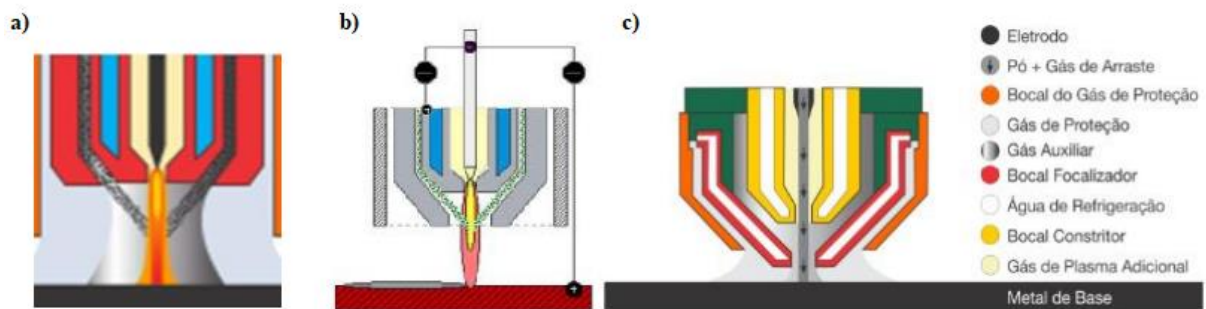 a)
b)
c)
Eletrodo
Pó + Gás de Arraste
Bocal do Gás de Proteção
Gás de Proteção
Gás Auxiliar
Bocal Focalizador
Água de Refrigeração
Bocal Constritor
Gás de Plasma Adicional
Metal de Base